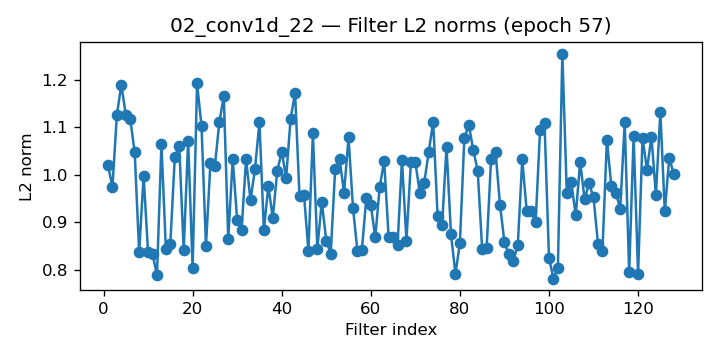 02_conv1d_22 — Filter L2 norms (epoch 57)
L2 norm
1.2
1.1
1.0
0.9
0.8
0 20 40 60 80 100 120
Filter index